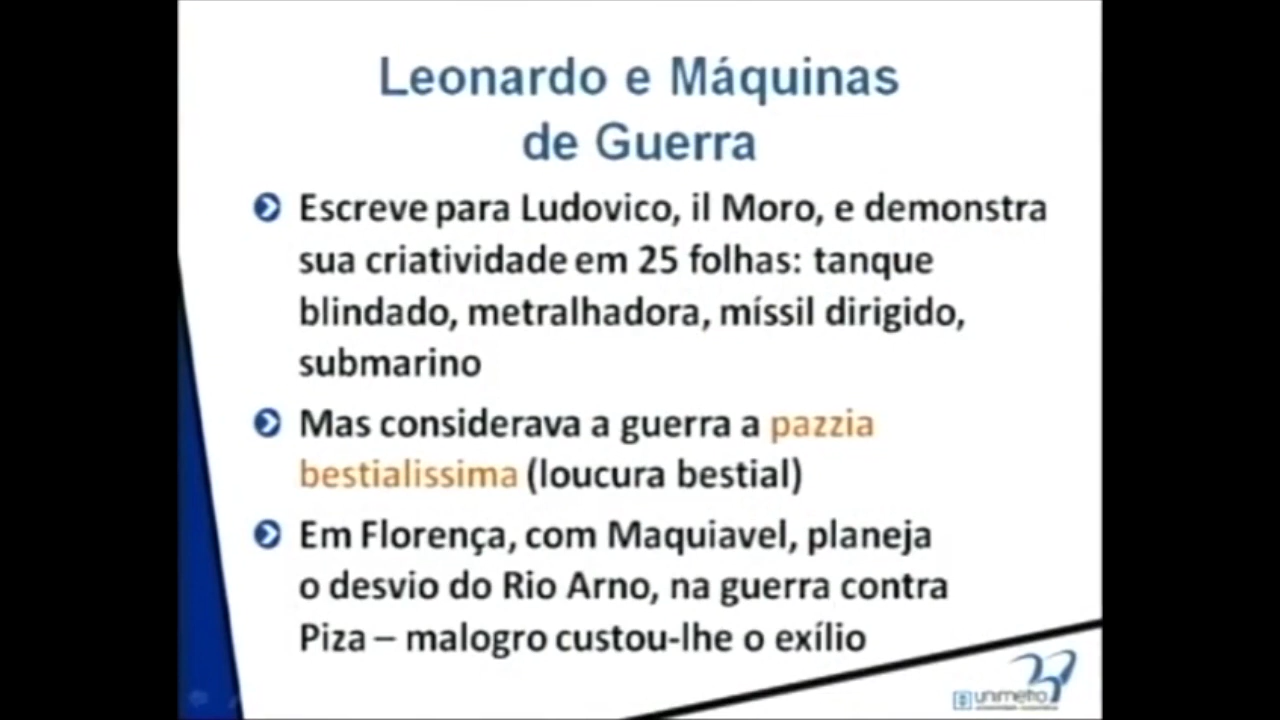 Leonardo e Máquinas
de Guerra
Escreve para Ludovico, il Moro, e demonstra
sua criatividade em 25 folhas: tanque
blindado, metralhadora, míssil dirigido,
submarino
Mas considerava a guerra a pazzia
bestialissima (loucura bestial)
Em Florença, com Maquiavel, planeja
o desvio do Rio Arno, na guerra contra
Piza – malogro custou-lhe o exílio
unimetro